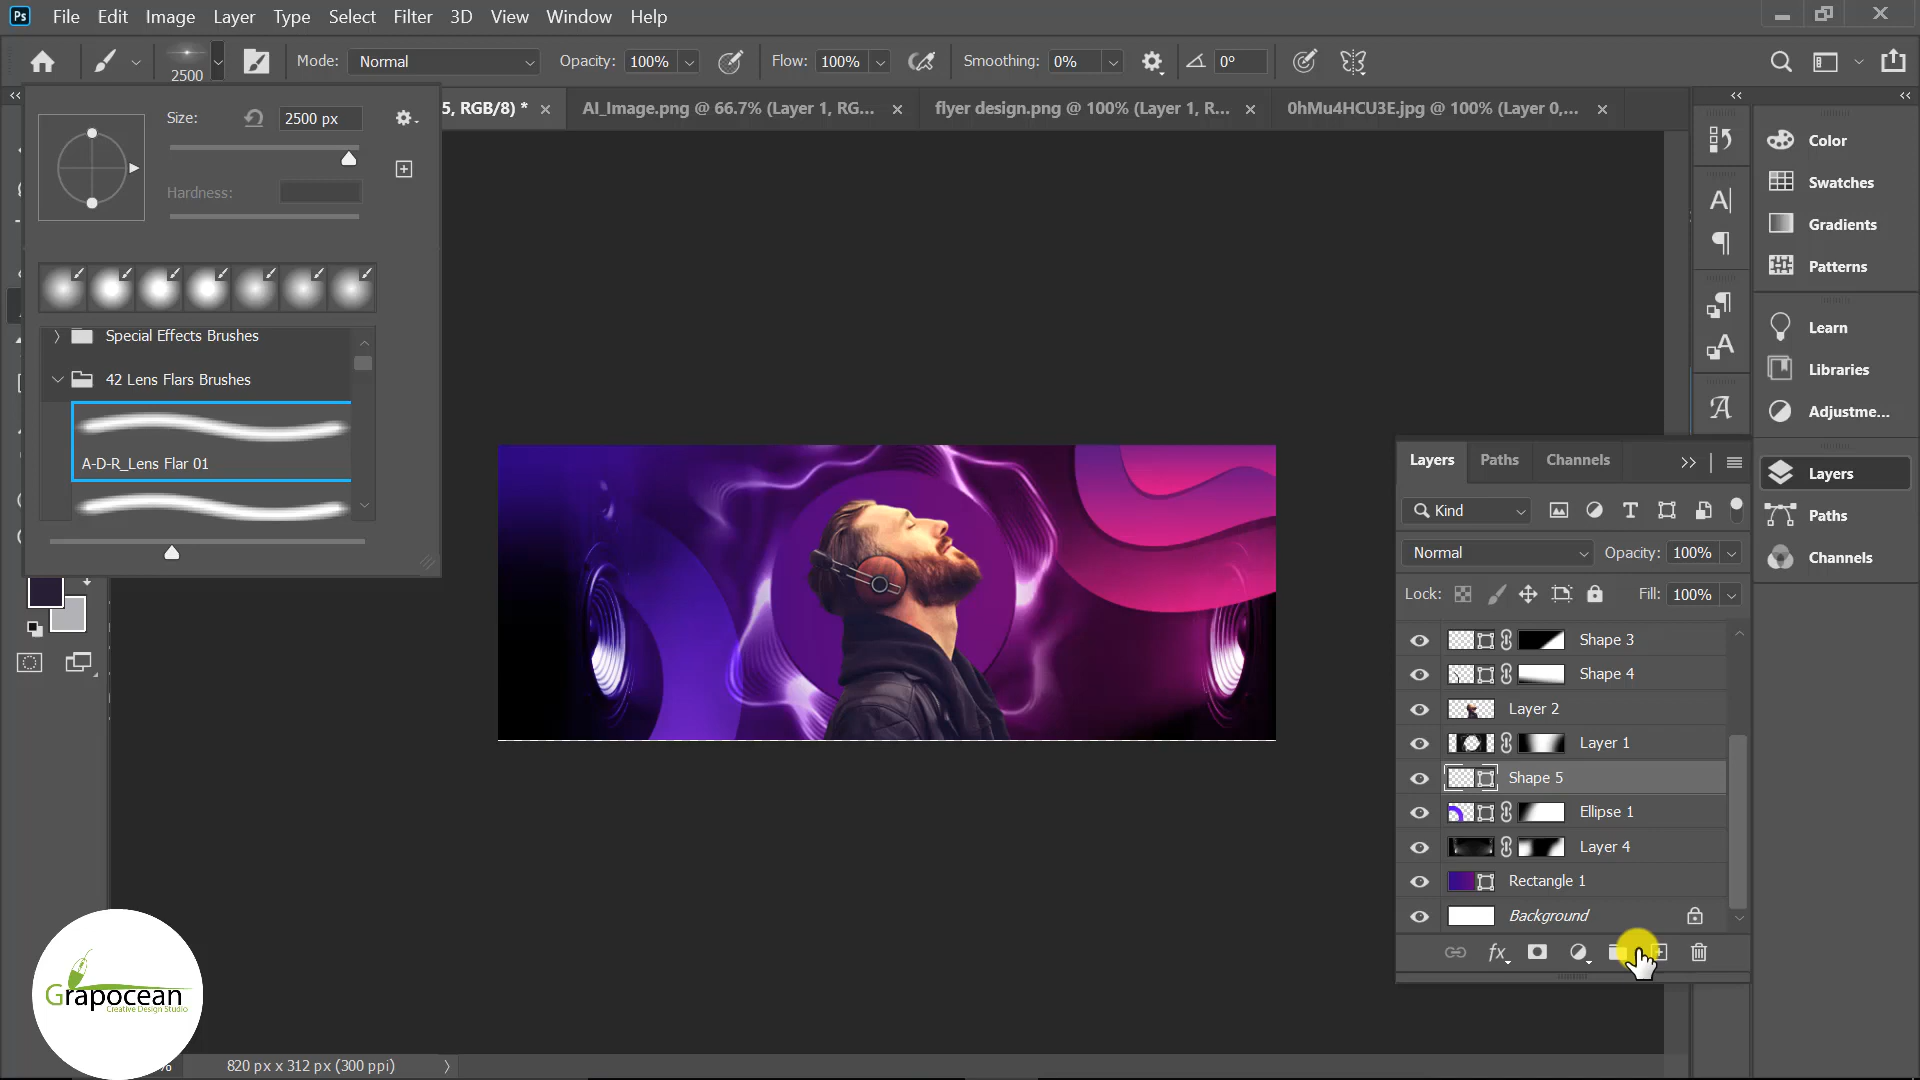 Ps File Edit Image Layer Type Select Filter 3D View Window Help
2500 Mode: Normal Opacity: 100% Flow: 100% Smoothing: 0% 0°
5, RGB/8) * AI_Image.png @ 66.7% (Layer 1, RG... flyer design.png @ 100% (Layer 1, R... 0hMu4HCU3E.jpg @ 100% (Layer 0,...
Size: 2500 px
Hardness:
Special Effects Brushes
42 Lens Flars Brushes
A-D-R_Lens Flar 01
Color
Swatches
Gradients
Patterns
Learn
Libraries
Adjustme...
Layers
Paths
Channels
Layers Paths Channels
Kind
Normal Opacity: 100%
Lock: Fill: 100%
Shape 3
Shape 4
Layer 2
Layer 1
Shape 5
Ellipse 1
Layer 4
Rectangle 1
Background
fx
Grapocean
Creative Design Studio
% 820 px x 312 px (300 ppi)